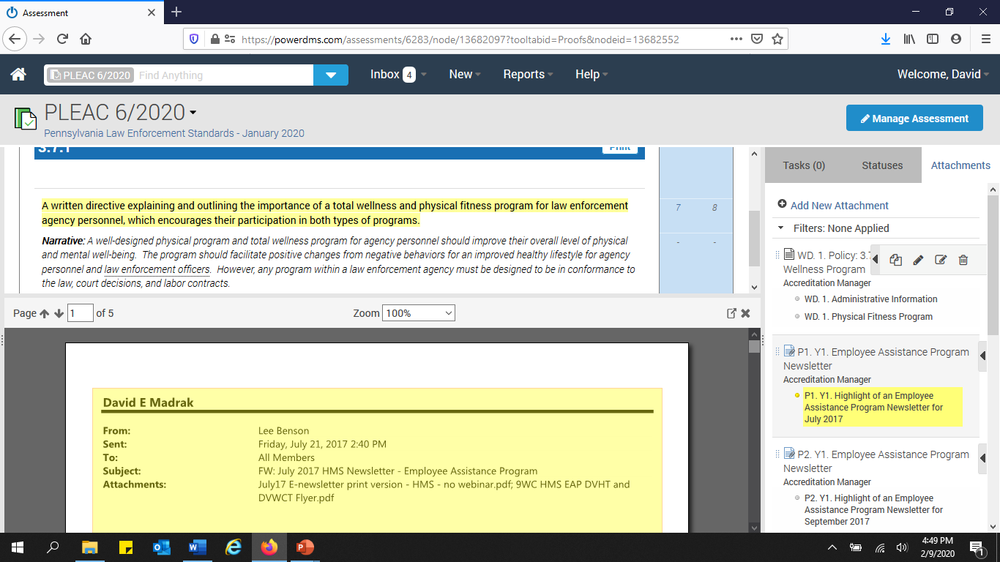 Assessment
https://powerdms.com/assessments/6283/node/13682097?tooltabid=Proofs&nodeid=13682552
PLEAC 6/2020 Find Anything
Inbox 4 New Reports Help Welcome, David
PLEAC 6/2020
Pennsylvania Law Enforcement Standards - January 2020
Manage Assessment
3.7.1 Print
Tasks (0) Statuses Attachments
A written directive explaining and outlining the importance of a total wellness and physical fitness program for law enforcement
agency personnel, which encourages their participation in both types of programs.
7 8
Narrative: A well-designed physical program and total wellness program for agency personnel should improve their overall level of physical
and mental well-being. The program should facilitate positive changes from negative behaviors for an improved healthy lifestyle for agency
personnel and law enforcement officers. However, any program within a law enforcement agency must be designed to be in conformance to
the law, court decisions, and labor contracts.
- -
Page 1 of 5 Zoom 100%
David E Madrak
From: Lee Benson
Sent: Friday, July 21, 2017 2:40 PM
To: All Members
Subject: FW: July 2017 HMS Newsletter - Employee Assistance Program
Attachments: July17 E-newsletter print version - HMS - no webinar.pdf; 9WC HMS EAP DVHT and
DVWCT Flyer.pdf
Add New Attachment
Filters: None Applied
WD. 1. Policy: 3.7
Wellness Program
Accreditation Manager
WD. 1. Administrative Information
WD. 1. Physical Fitness Program
P1. Y1. Employee Assistance Program
Newsletter
Accreditation Manager
P1. Y1. Highlight of an Employee
Assistance Program Newsletter for
July 2017
P2. Y1. Employee Assistance Program
Newsletter
Accreditation Manager
P2. Y1. Highlight of an Employee
Assistance Program Newsletter for
September 2017
4:49 PM
2/9/2020
1